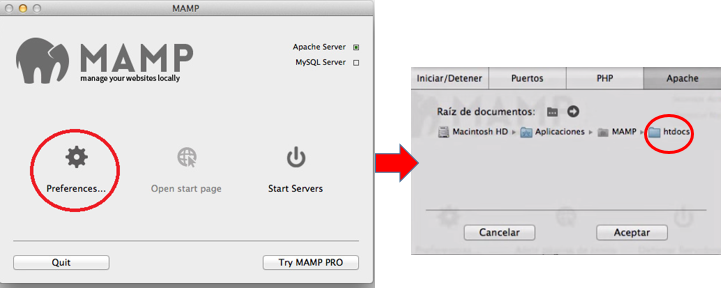 MAMP
MAMP
manage your websites locally
Apache Server
MySQL Server
Preferences...
Open start page
Start Servers
Quit
Try MAMP PRO
Iniciar/Detener
Puertos
PHP
Apache
Raíz de documentos:
Macintosh HD
Aplicaciones
MAMP
htdocs
Cancelar
Aceptar